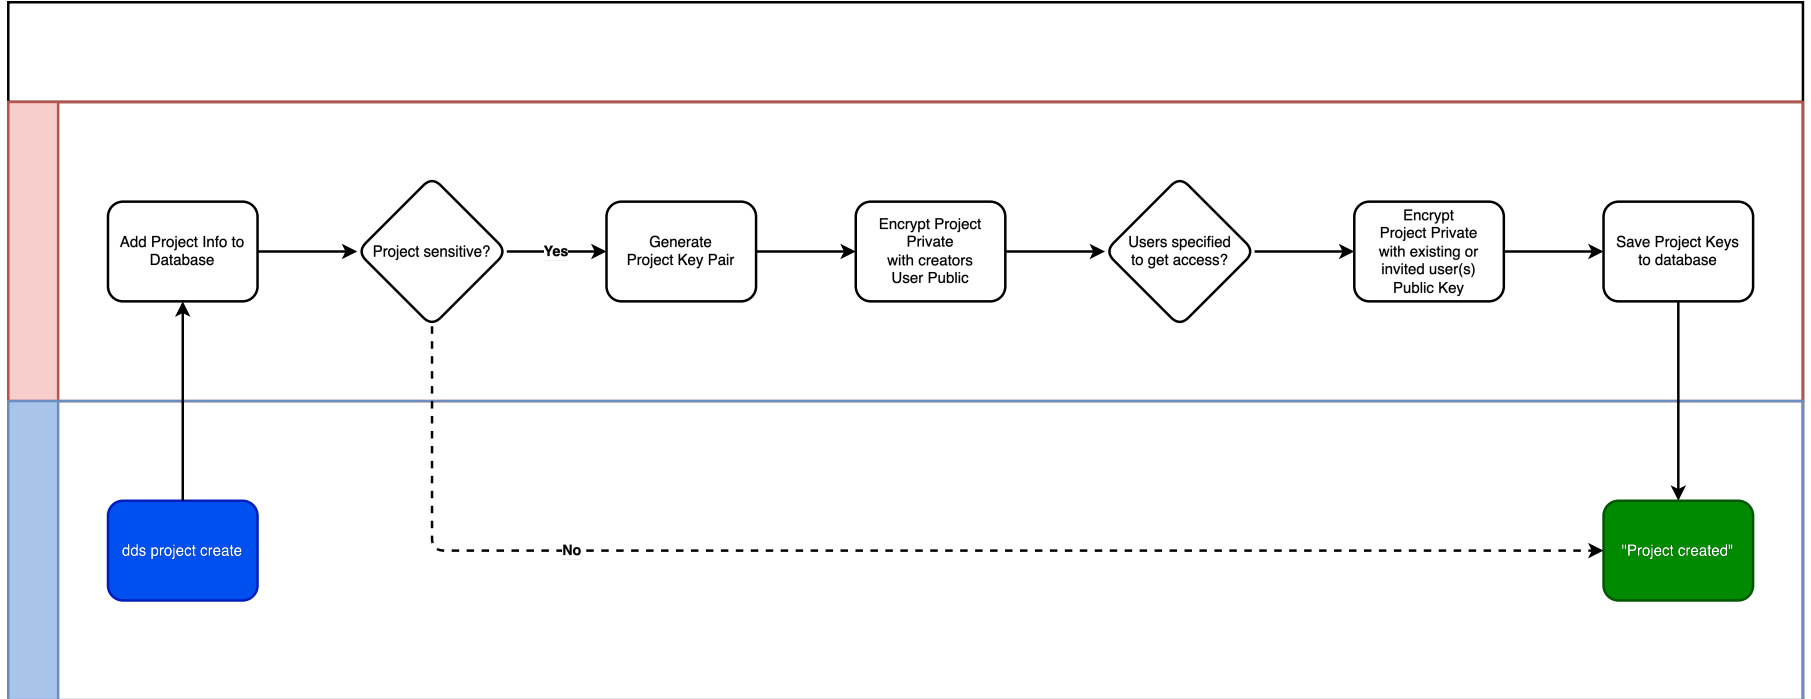 Add Project Info to
Database
Project sensitive?
Yes
Generate
Project Key Pair
Encrypt Project
Private
with creators
User Public
Users specified
to get access?
Encrypt
Project Private
with existing or
invited user(s)
Public Key
Save Project Keys
to database
dds project create
No
"Project created"